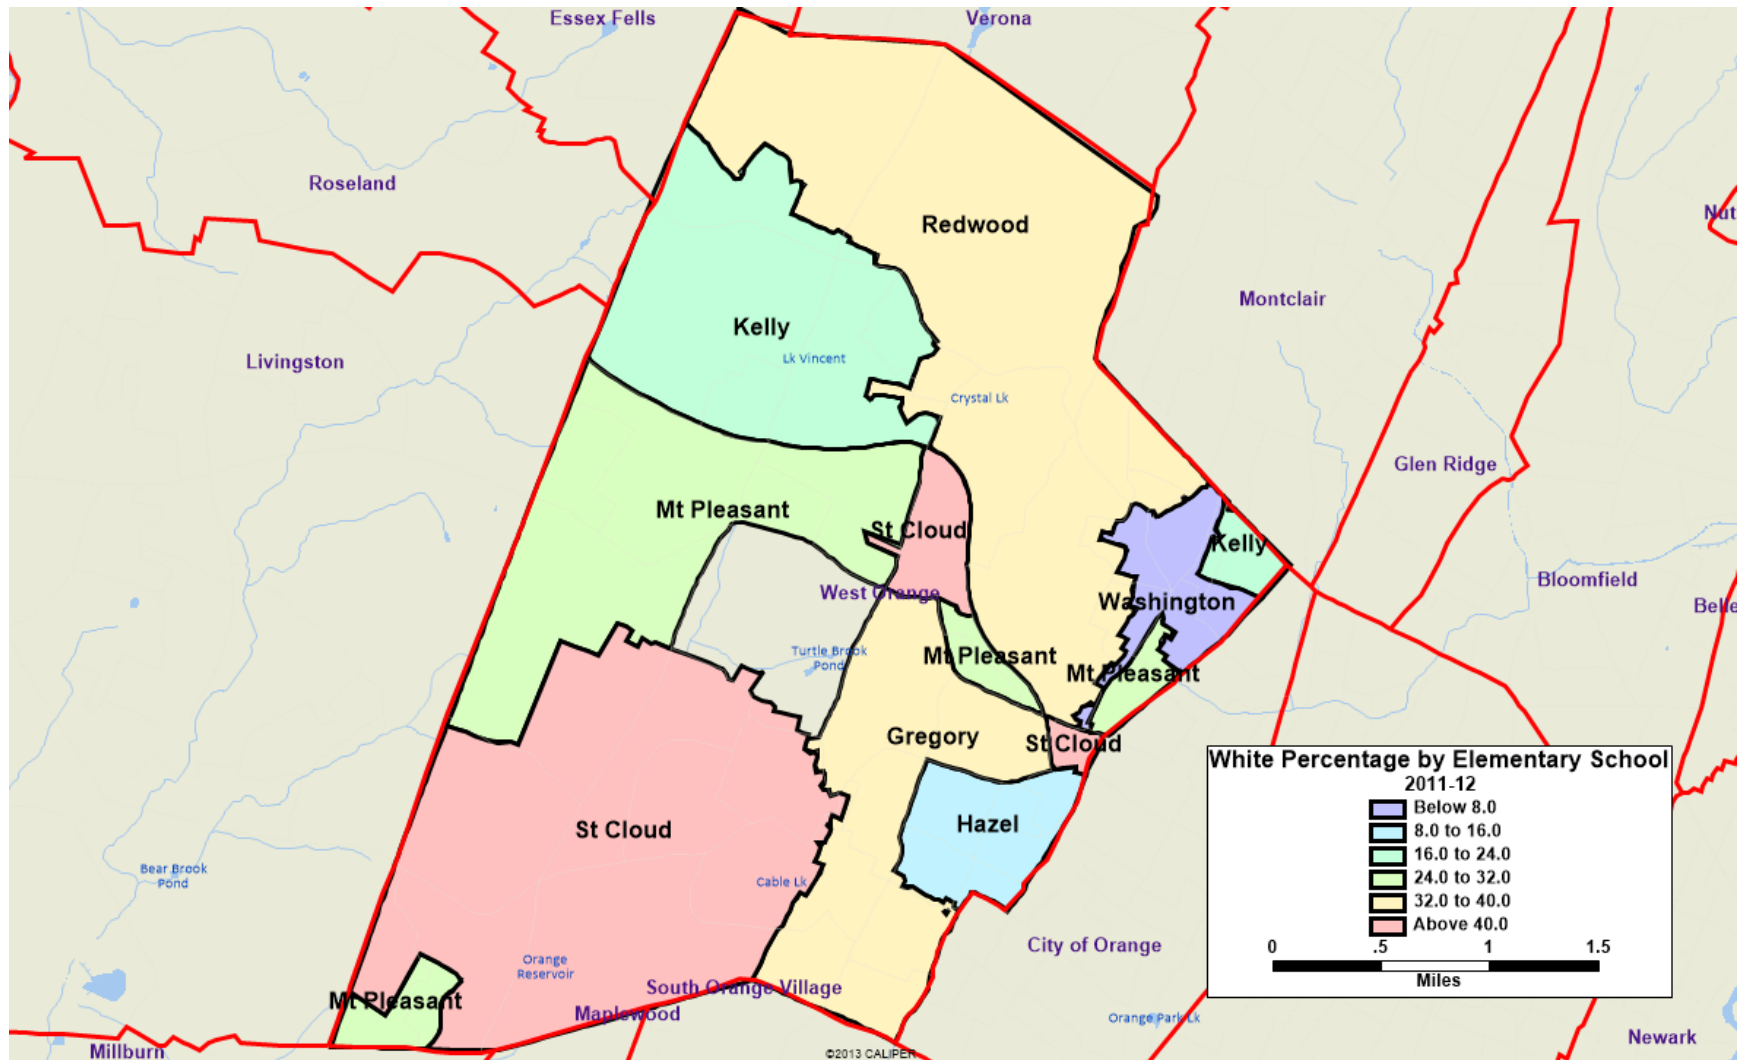 Essex Fells
Verona
Roseland
Nut
Redwood
Montclair
Kelly
Lk Vincent
Livingston
Crystal Lk
Glen Ridge
Mt Pleasant
St Cloud
Kelly
Bloomfield
West Orange
Washington
Belle
Turtle Brook
Pond
Mt Pleasant
Mt Pleasant
Gregory
St Cloud
White Percentage by Elementary School
2011-12
Below 8.0
8.0 to 16.0
16.0 to 24.0
24.0 to 32.0
32.0 to 40.0
Above 40.0
0 .5 1 1.5
Miles
Hazel
St Cloud
Bear Brook
Pond
Cable Lk
City of Orange
Orange
Reservoir
South Orange Village
Mt Pleasant
Maplewood
Orange Park Lk
Newark
Millburn
©2013 CALIPER